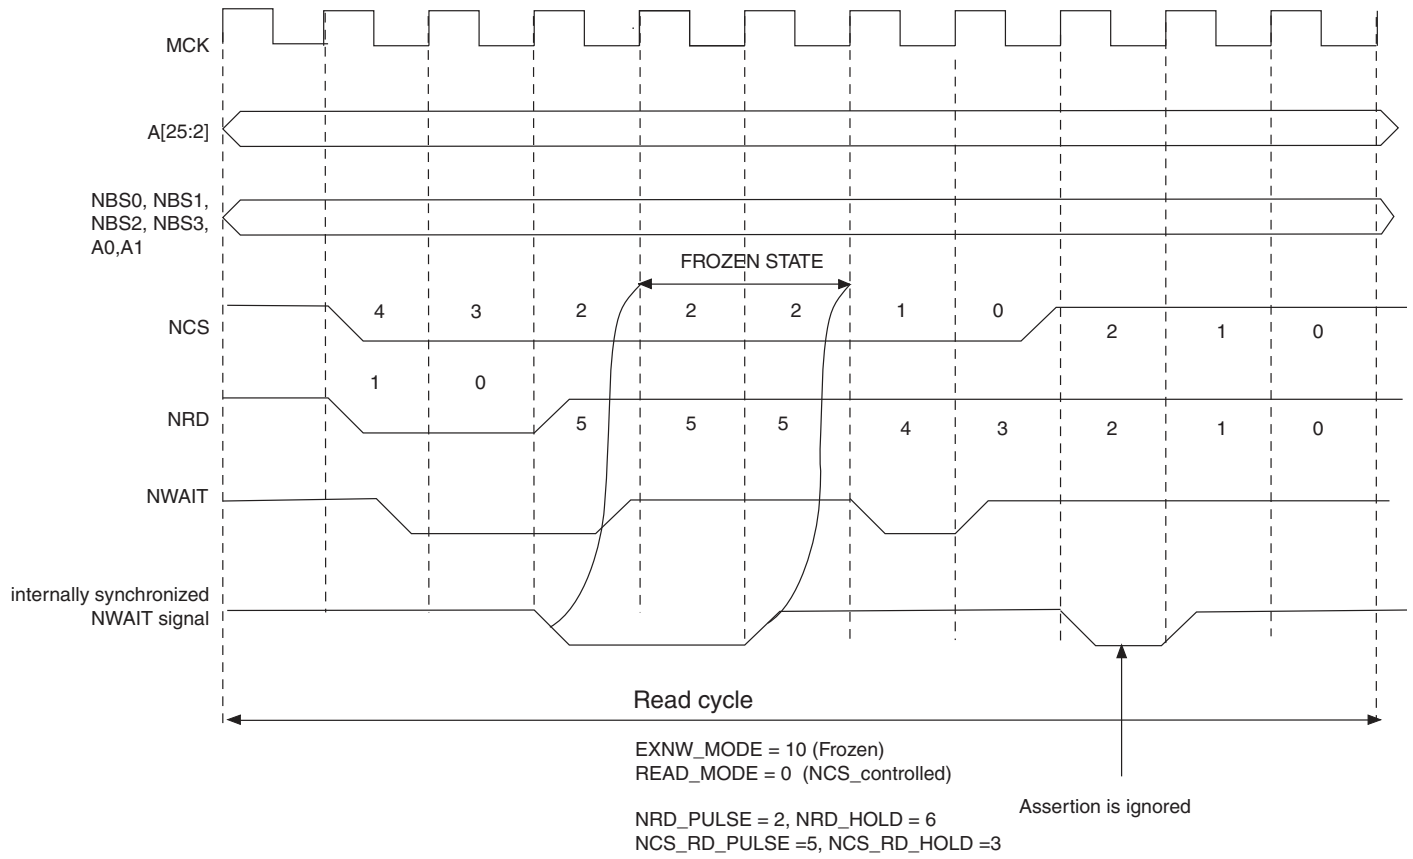 MCK
A[25:2]
NBS0, NBS1,
NBS2, NBS3,
A0,A1
FROZEN STATE
NCS
4 3 2 2 2 1 0
2 1 0
1 0
NRD
5 5 5 4 3 2 1 0
NWAIT
internally synchronized
NWAIT signal
Read cycle
EXNW_MODE = 10 (Frozen)
READ_MODE = 0 (NCS_controlled)
Assertion is ignored
NRD_PULSE = 2, NRD_HOLD = 6
NCS_RD_PULSE =5, NCS_RD_HOLD =3